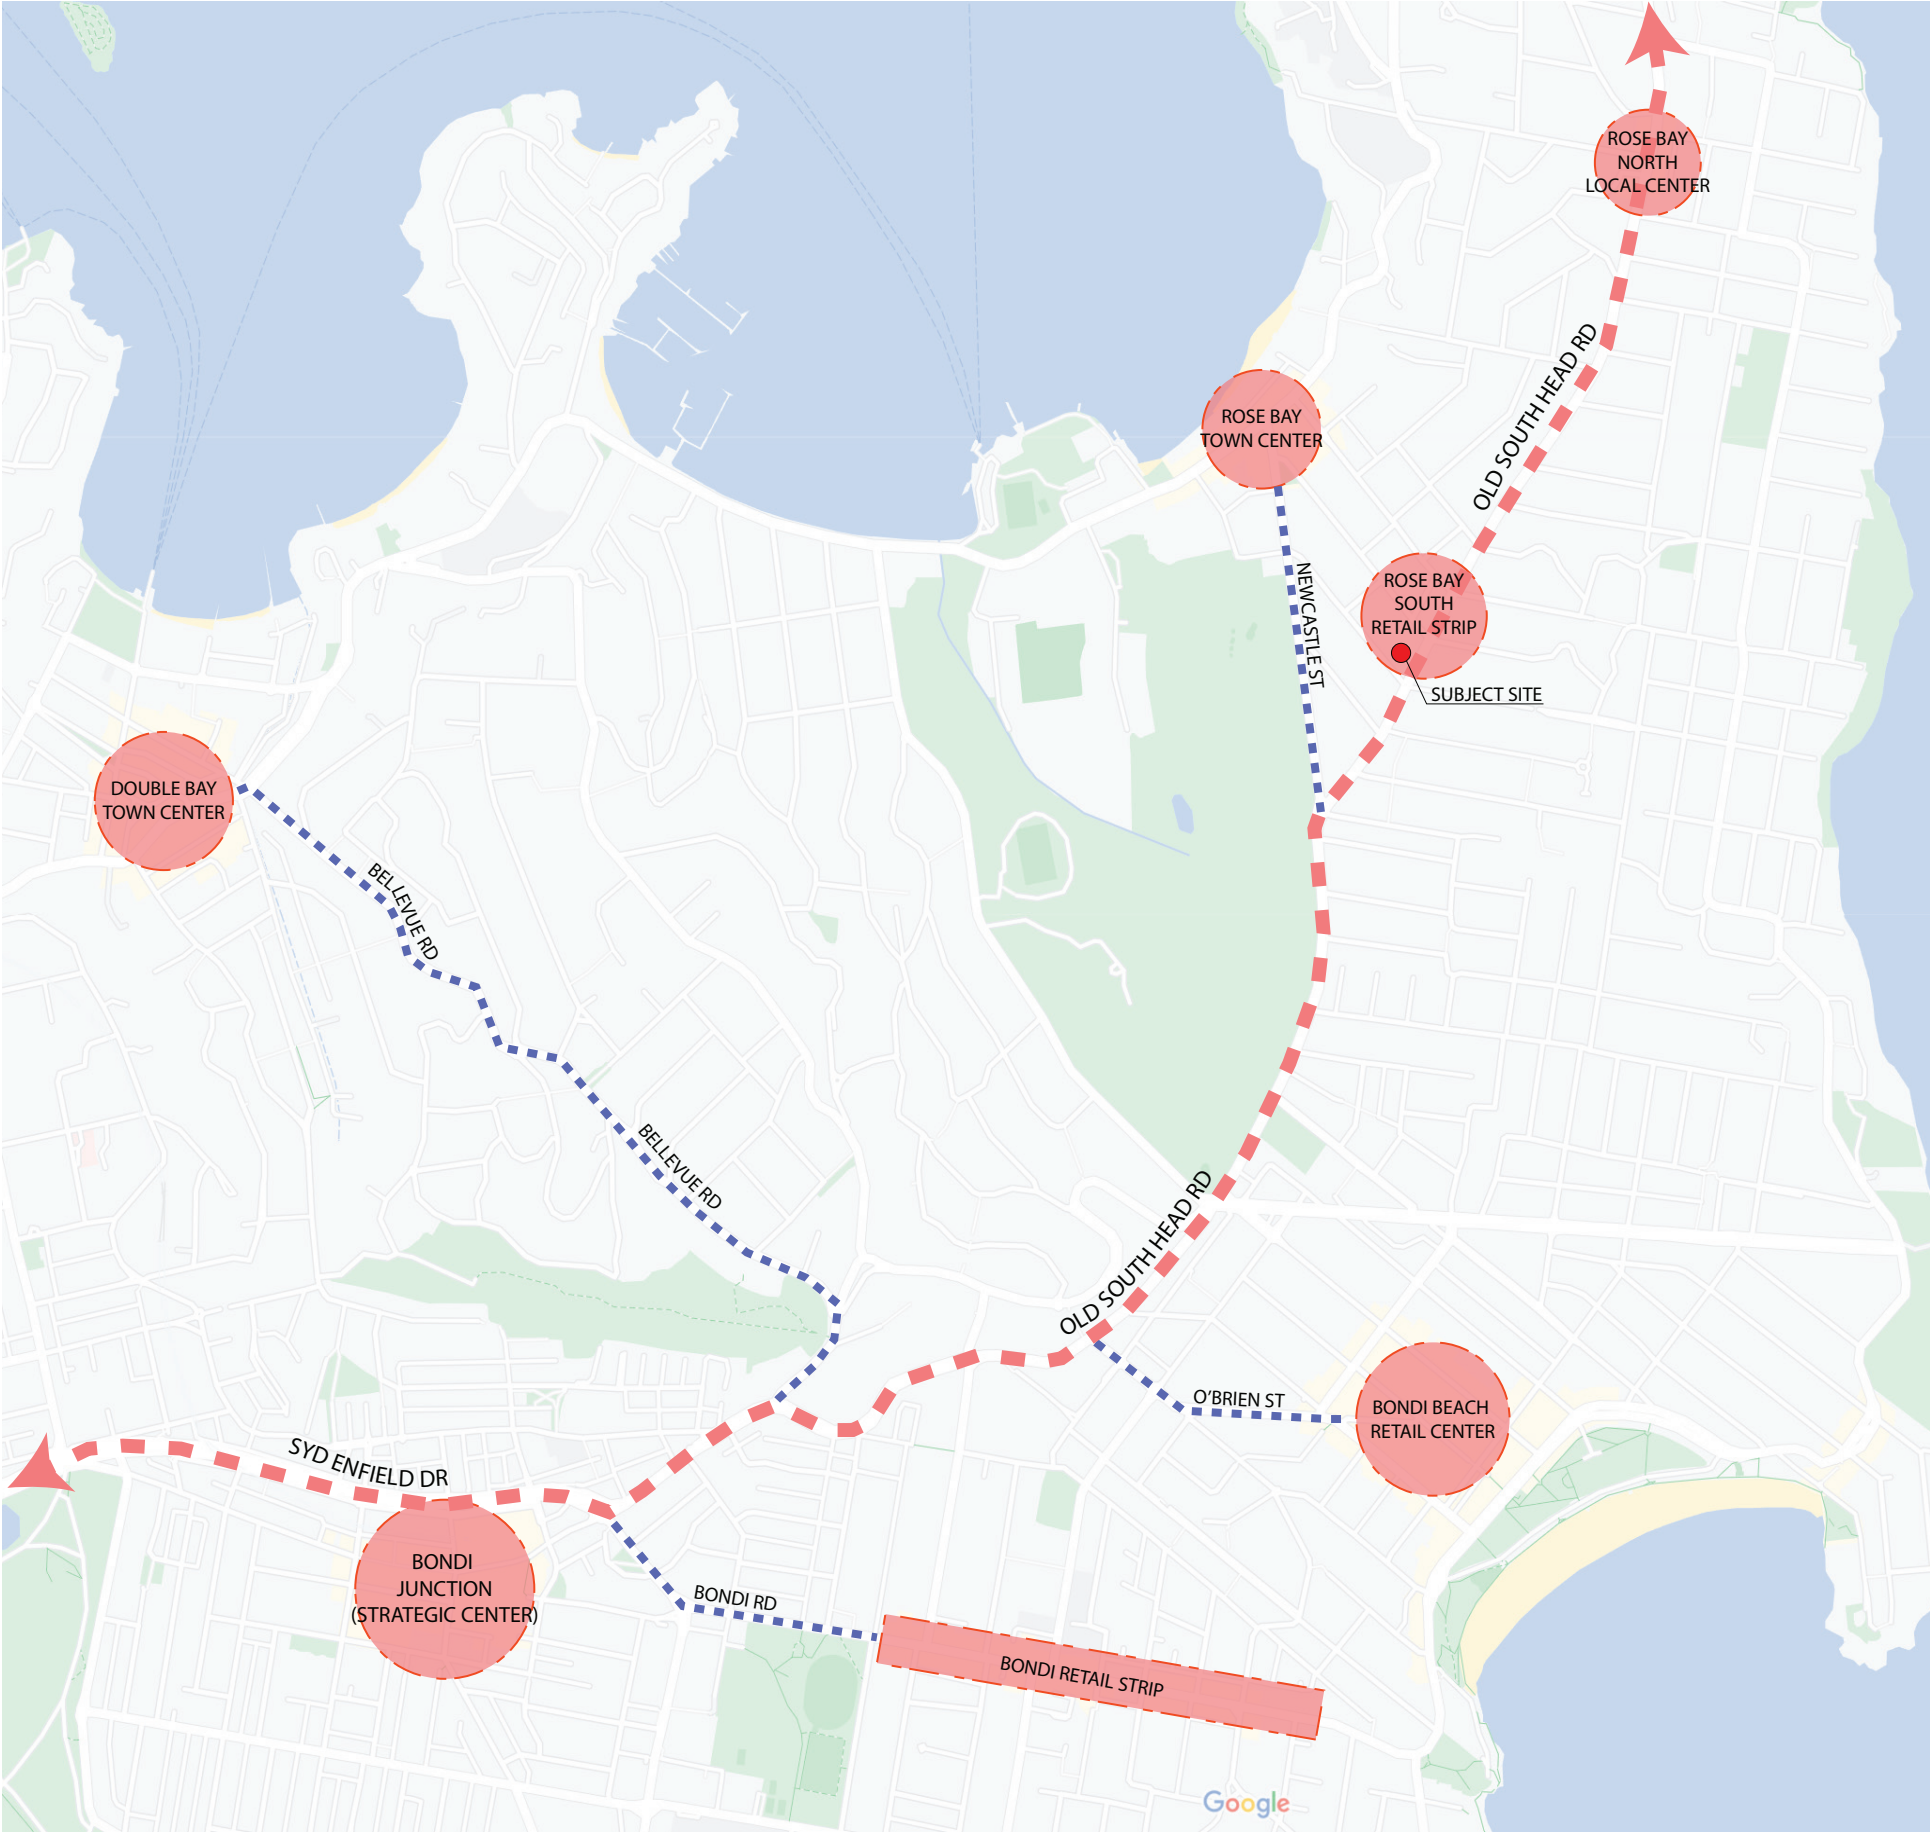 ROSE BAY
NORTH
LOCAL CENTER
OLD SOUTH HEAD RD
ROSE BAY
TOWN CENTER
NEWCASTLE ST
ROSE BAY
SOUTH
RETAIL STRIP
SUBJECT SITE
DOUBLE BAY
TOWN CENTER
BELLEVUE RD
BELLEVUE RD
OLD SOUTH HEAD RD
O'BRIEN ST
BONDI BEACH
RETAIL CENTER
SYD ENFIELD DR
BONDI
JUNCTION
(STRATEGIC CENTER)
BONDI RD
BONDI RETAIL STRIP
Google